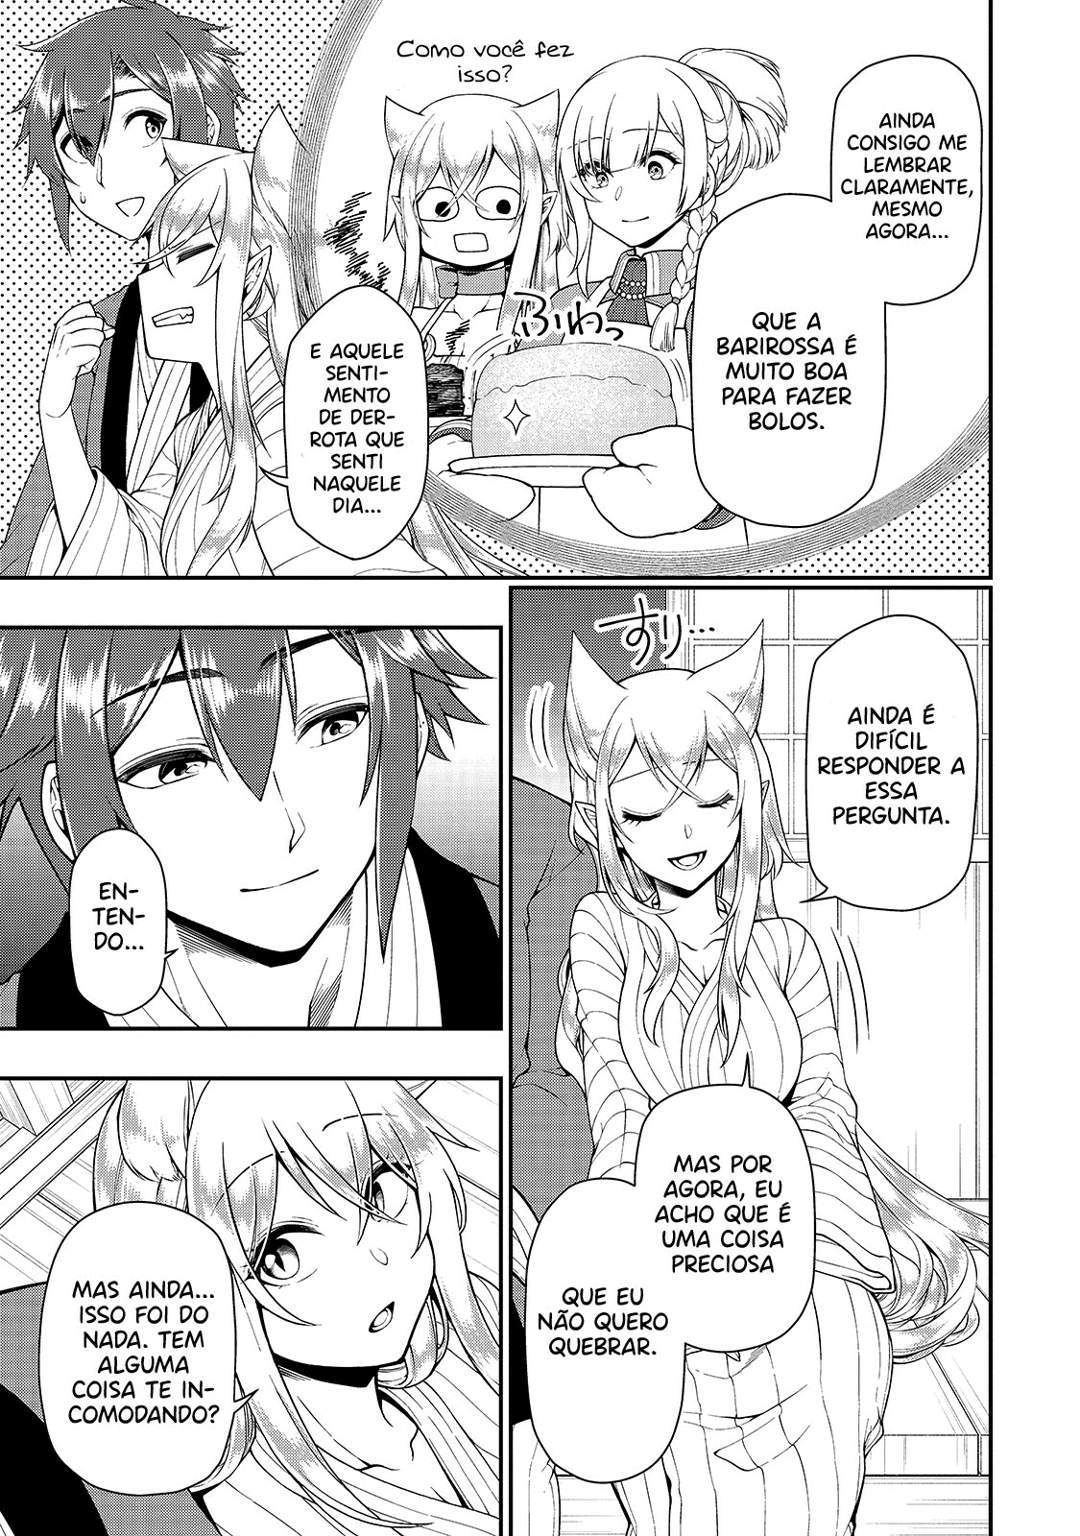 AINDA
CONSIGO ME
LEMBRAR
CLARAMENTE,
MESMO
AGORA...
QUE A
BARIROSSA É
MUITO BOA
PARA FAZER
BOLOS.
Como você fez
isso?
ふわっ
E AQUELE
SENTI-
MENTO
DE DER-
ROTA QUE
SENTI
NAQUELE
DIA...
すり...
AINDA É
DIFÍCIL
RESPONDER A
ESSA
PERGUNTA.
MAS POR
AGORA, EU
ACHO QUE É
UMA COISA
PRECIOSA
QUE EU
NÃO QUERO
QUEBRAR.
EN-
TEN-
DO...
MAS AINDA...
ISSO FOI DO
NADA. TEM
ALGUMA
COISA TE IN-
COMODANDO?